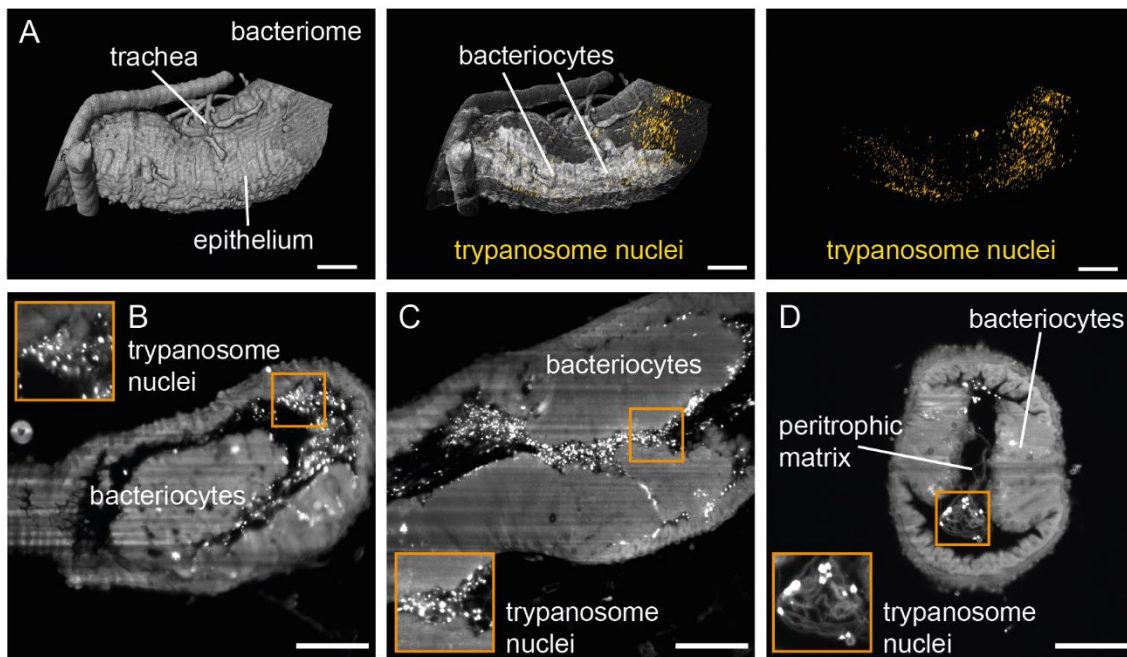 A
bacteriome
trachea
epithelium
bacteriocytes
trypanosome nuclei
trypanosome nuclei
B
trypanosome
nuclei
bacteriocytes
C
bacteriocytes
trypanosome
nuclei
D
bacteriocytes
peritrophic
matrix
trypanosome
nuclei